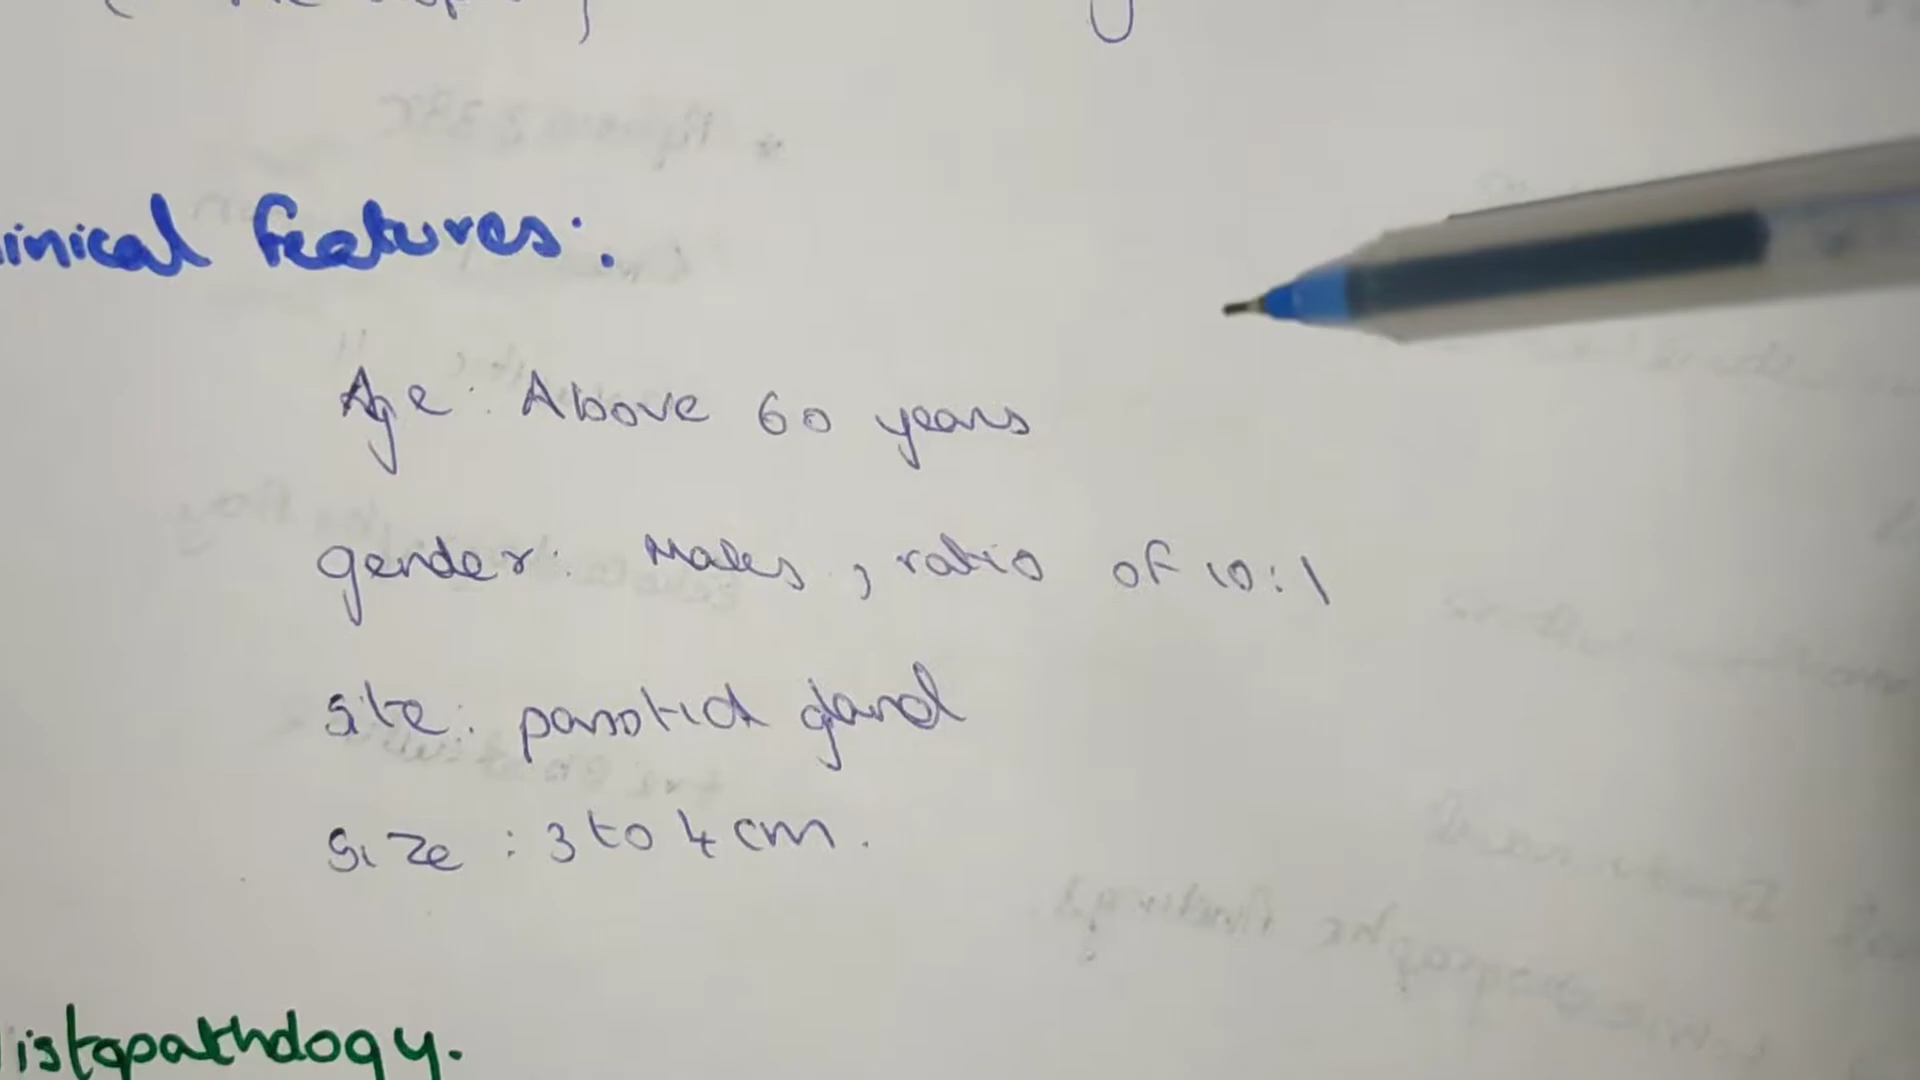 inical features:
Age: Above 60 years
gender: Males, ratio of 10:1
site: parotid gland
size: 3 to 4 cm.
istopathology.